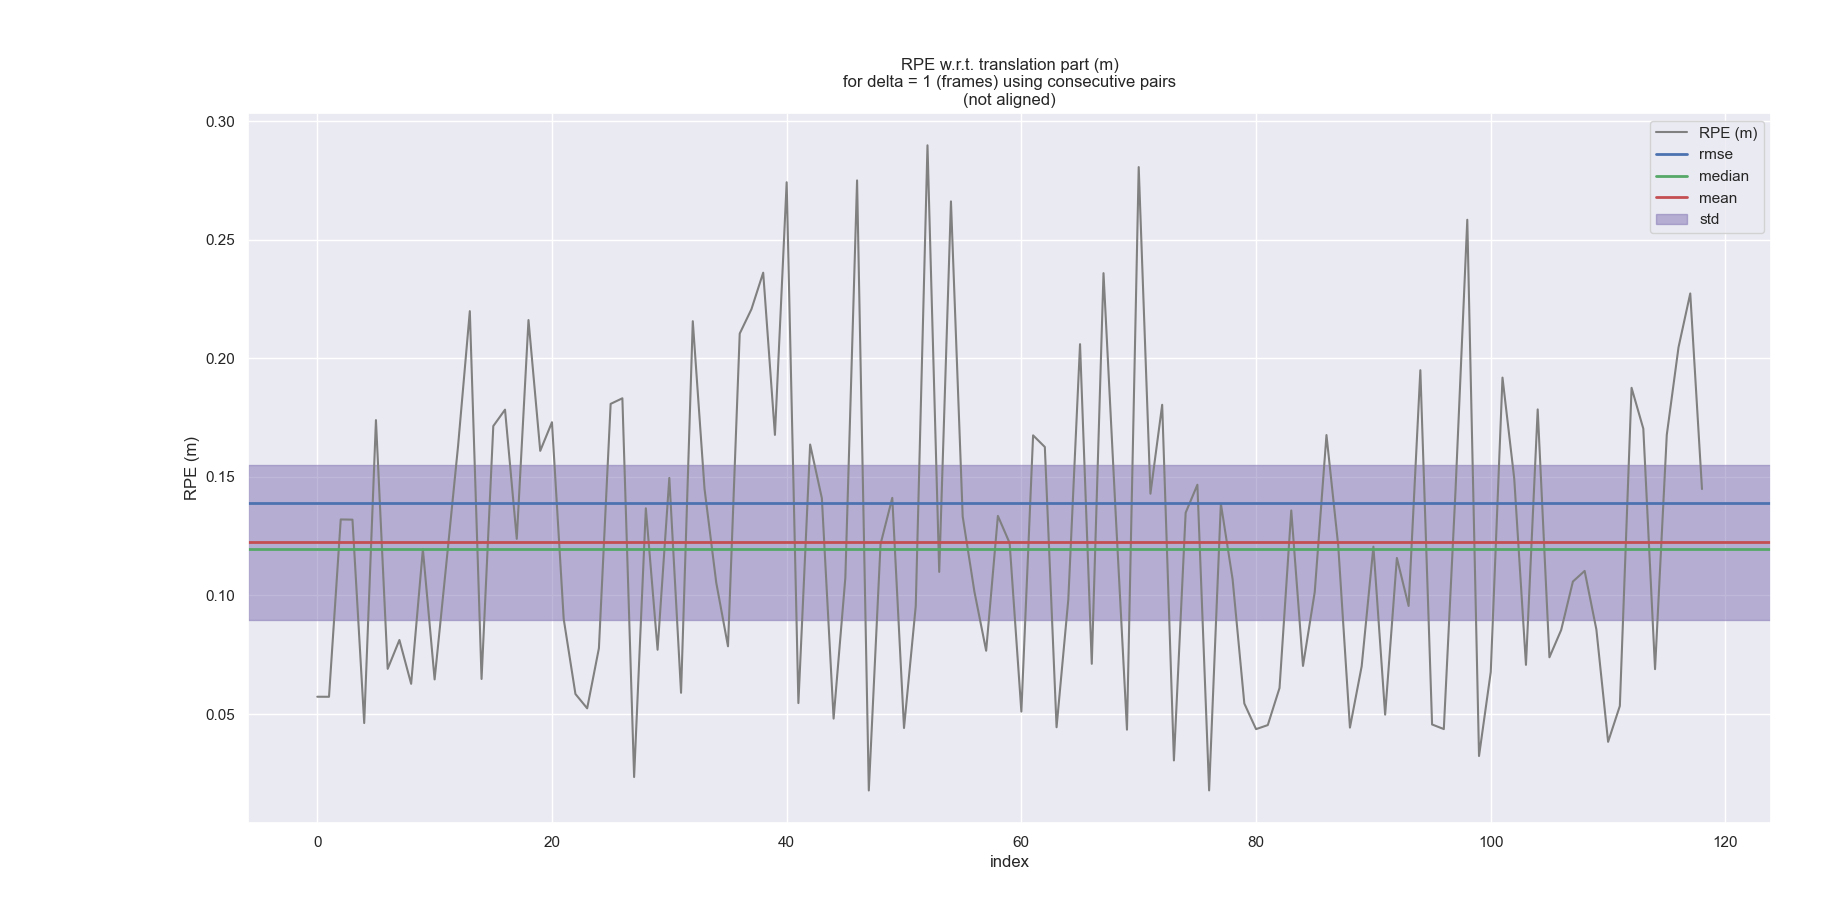 RPE w.r.t. translation part (m)
for delta = 1 (frames) using consecutive pairs
(not aligned)
RPE (m)
rmse
median
mean
std
0.30
0.25
0.20
0.15
0.10
0.05
RPE (m)
0 20 40 60 80 100 120
index